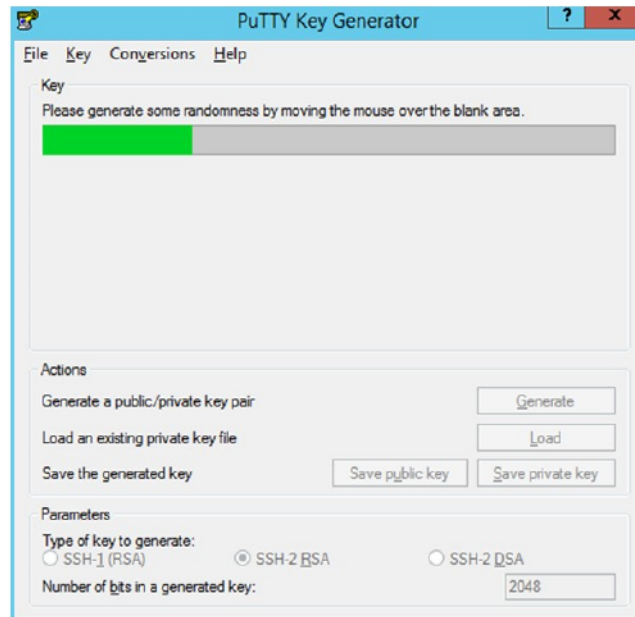 PuTTY Key Generator
?
x
File Key Conversions Help
Key
Please generate some randomness by moving the mouse over the blank area.
Actions
Generate a public/private key pair
Generate
Load an existing private key file
Load
Save the generated key
Save public key
Save private key
Parameters
Type of key to generate:
SSH-1 (RSA)
SSH-2 RSA
SSH-2 DSA
Number of bits in a generated key:
2048